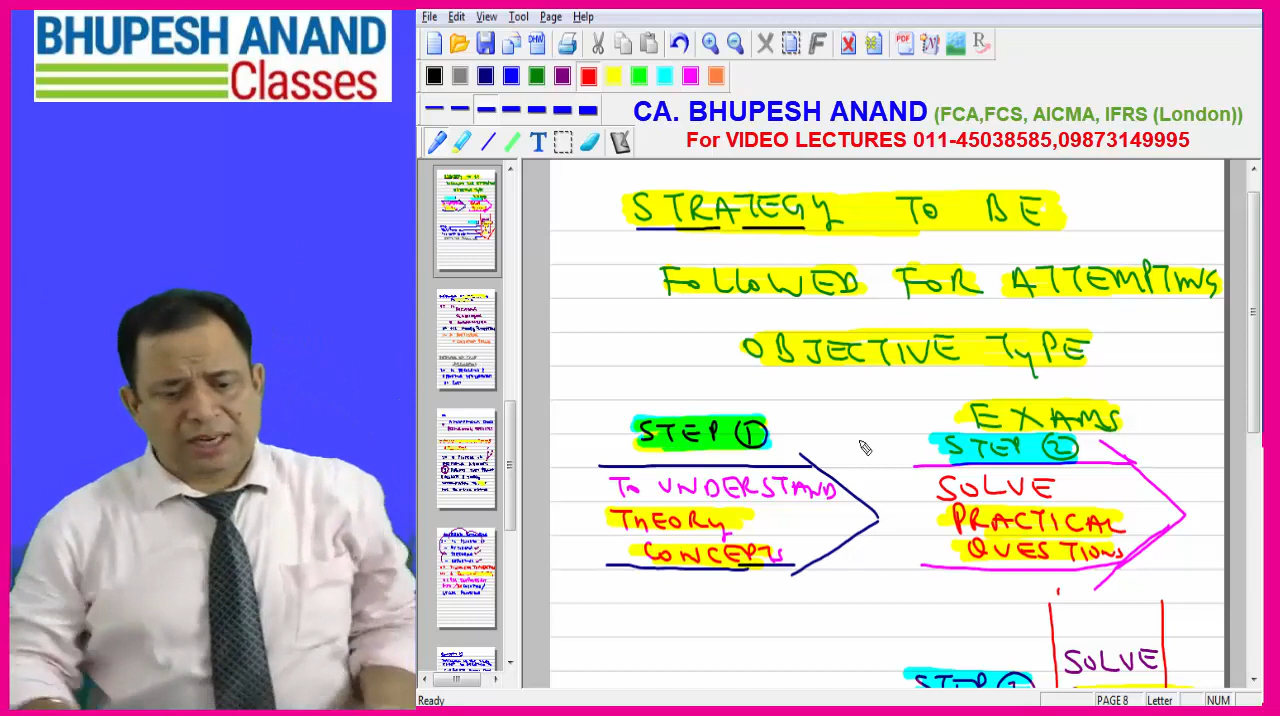 BHUPESH ANAND
Classes
File Edit View Tool Page Help
CA. BHUPESH ANAND (FCA,FCS, AICMA, IFRS (London))
For VIDEO LECTURES 011-45038585,09873149995
STRATEGY TO BE
FOLLOWED FOR ATTEMPTING
OBJECTIVE TYPE
EXAMS
STEP ①
TO UNDERSTAND
THEORY
CONCEPTS
STEP ②
SOLVE
PRACTICAL
QUESTIONS
STEP
SOLVE
Ready
PAGE 8 Letter NUM